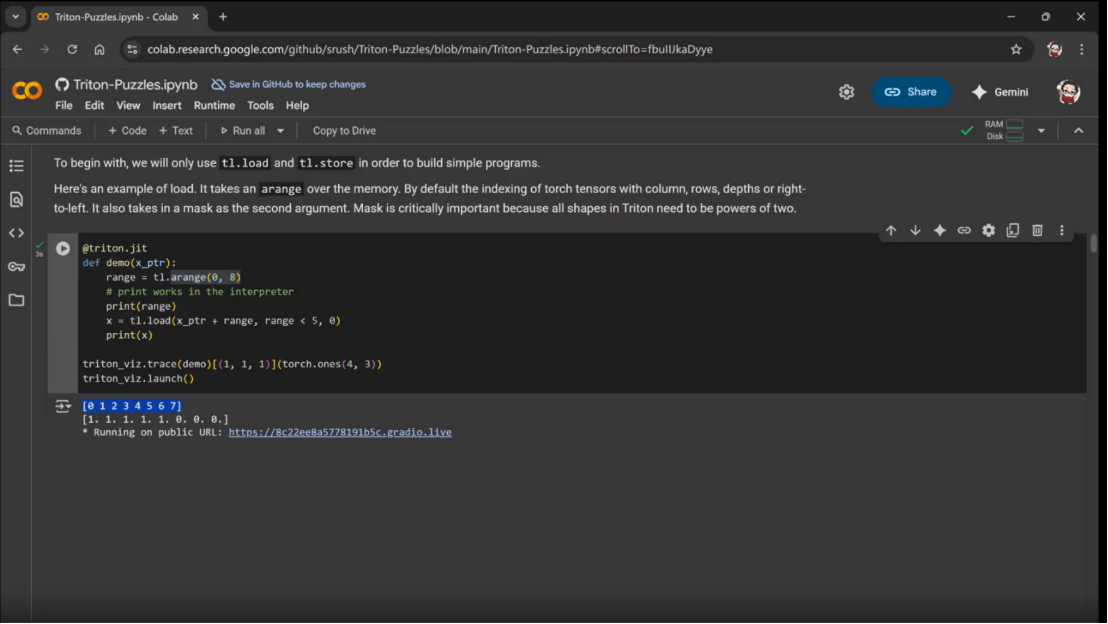 Triton-Puzzles.ipynb - Colab
colab.research.google.com/github/srush/Triton-Puzzles/blob/main/Triton-Puzzles.ipynb#scrollTo=fbuIIJkaDyye
Triton-Puzzles.ipynb
Save in GitHub to keep changes
File Edit View Insert Runtime Tools Help
Share
Gemini
Commands + Code + Text Run all Copy to Drive
RAM
Disk
To begin with, we will only use tl.load and tl.store in order to build simple programs.
Here's an example of load. It takes an arange over the memory. By default the indexing of torch tensors with column, rows, depths or right-
to-left. It also takes in a mask as the second argument. Mask is critically important because all shapes in Triton need to be powers of two.
3s
@triton.jit
def demo(x_ptr):
    range = tl.arange(0, 8)
    # print works in the interpreter
    print(range)
    x = tl.load(x_ptr + range, range < 5, 0)
    print(x)
triton_viz.trace(demo)[(1, 1, 1)](torch.ones(4, 3))
triton_viz.launch()
[0 1 2 3 4 5 6 7]
[1. 1. 1. 1. 1. 0. 0. 0.]
* Running on public URL: https://8c22ee8a5778191b5c.gradio.live